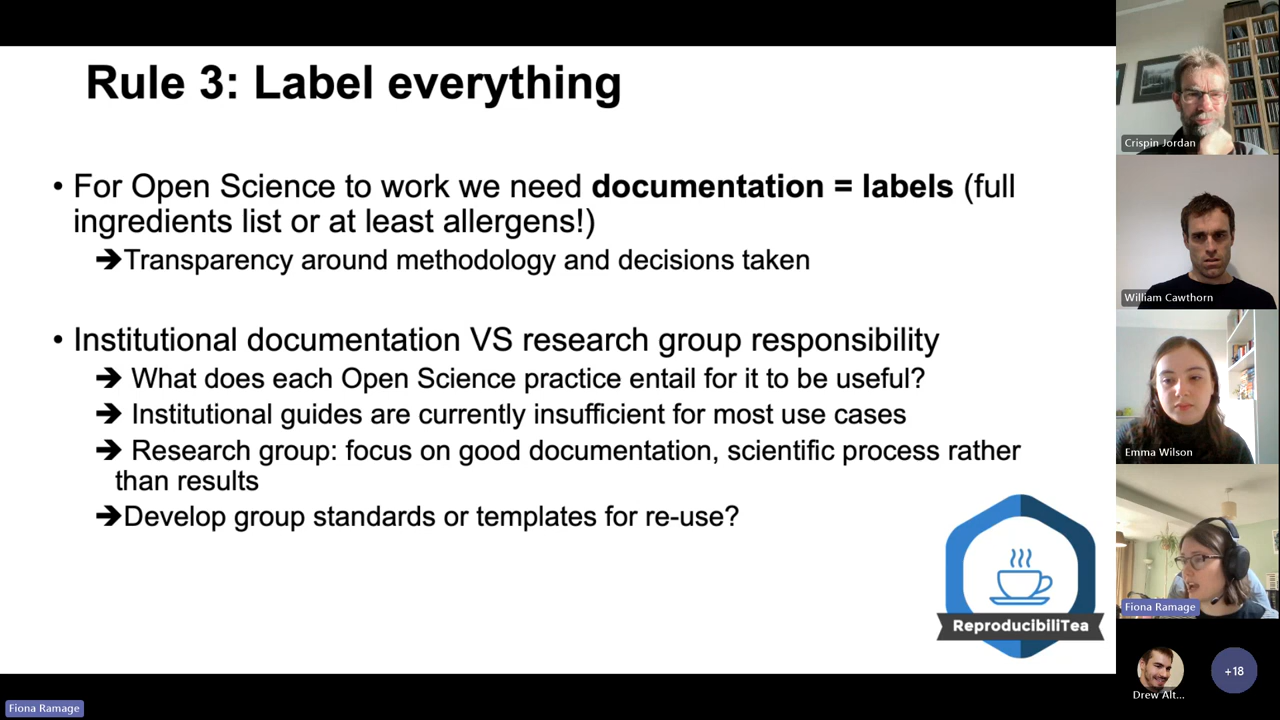 Rule 3: Label everything
• For Open Science to work we need documentation = labels (full
ingredients list or at least allergens!)
➔Transparency around methodology and decisions taken
• Institutional documentation VS research group responsibility
➔ What does each Open Science practice entail for it to be useful?
➔ Institutional guides are currently insufficient for most use cases
➔ Research group: focus on good documentation, scientific process rather
than results
➔Develop group standards or templates for re-use?
ReproducibiliTea
Crispin Jordan
William Cawthorn
Emma Wilson
Fiona Ramage
Drew Alt...
+18
Fiona Ramage